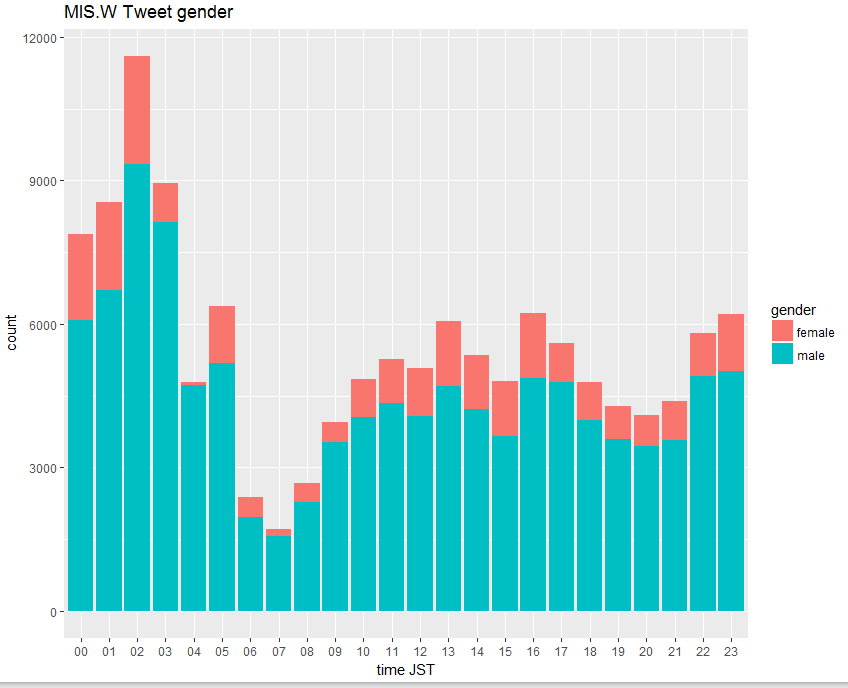 MIS.W Tweet gender
12000
9000
6000
3000
0
count
00 01 02 03 04 05 06 07 08 09 10 11 12 13 14 15 16 17 18 19 20 21 22 23
time JST
gender
female
male